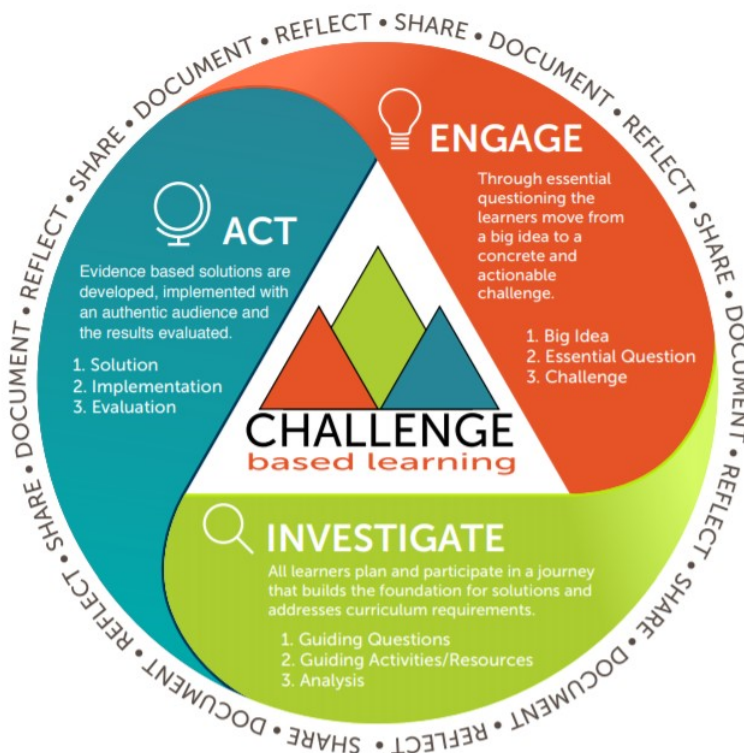 DOCUMENT • REFLECT • SHARE • DOCUMENT • REFLECT • SHARE • DOCUMENT • REFLECT • SHARE • DOCUMENT • REFLECT • SHARE • DOCUMENT • REFLECT • SHARE • DOCUMENT • REFLECT • SHARE •
ENGAGE
Through essential
questioning the
learners move from
a big idea to a
concrete and
actionable
challenge.
1. Big Idea
2. Essential Question
3. Challenge
ACT
Evidence based solutions are
developed, implemented with
an authentic audience and
the results evaluated.
1. Solution
2. Implementation
3. Evaluation
CHALLENGE
based learning
INVESTIGATE
All learners plan and participate in a journey
that builds the foundation for solutions and
addresses curriculum requirements.
1. Guiding Questions
2. Guiding Activities/Resources
3. Analysis